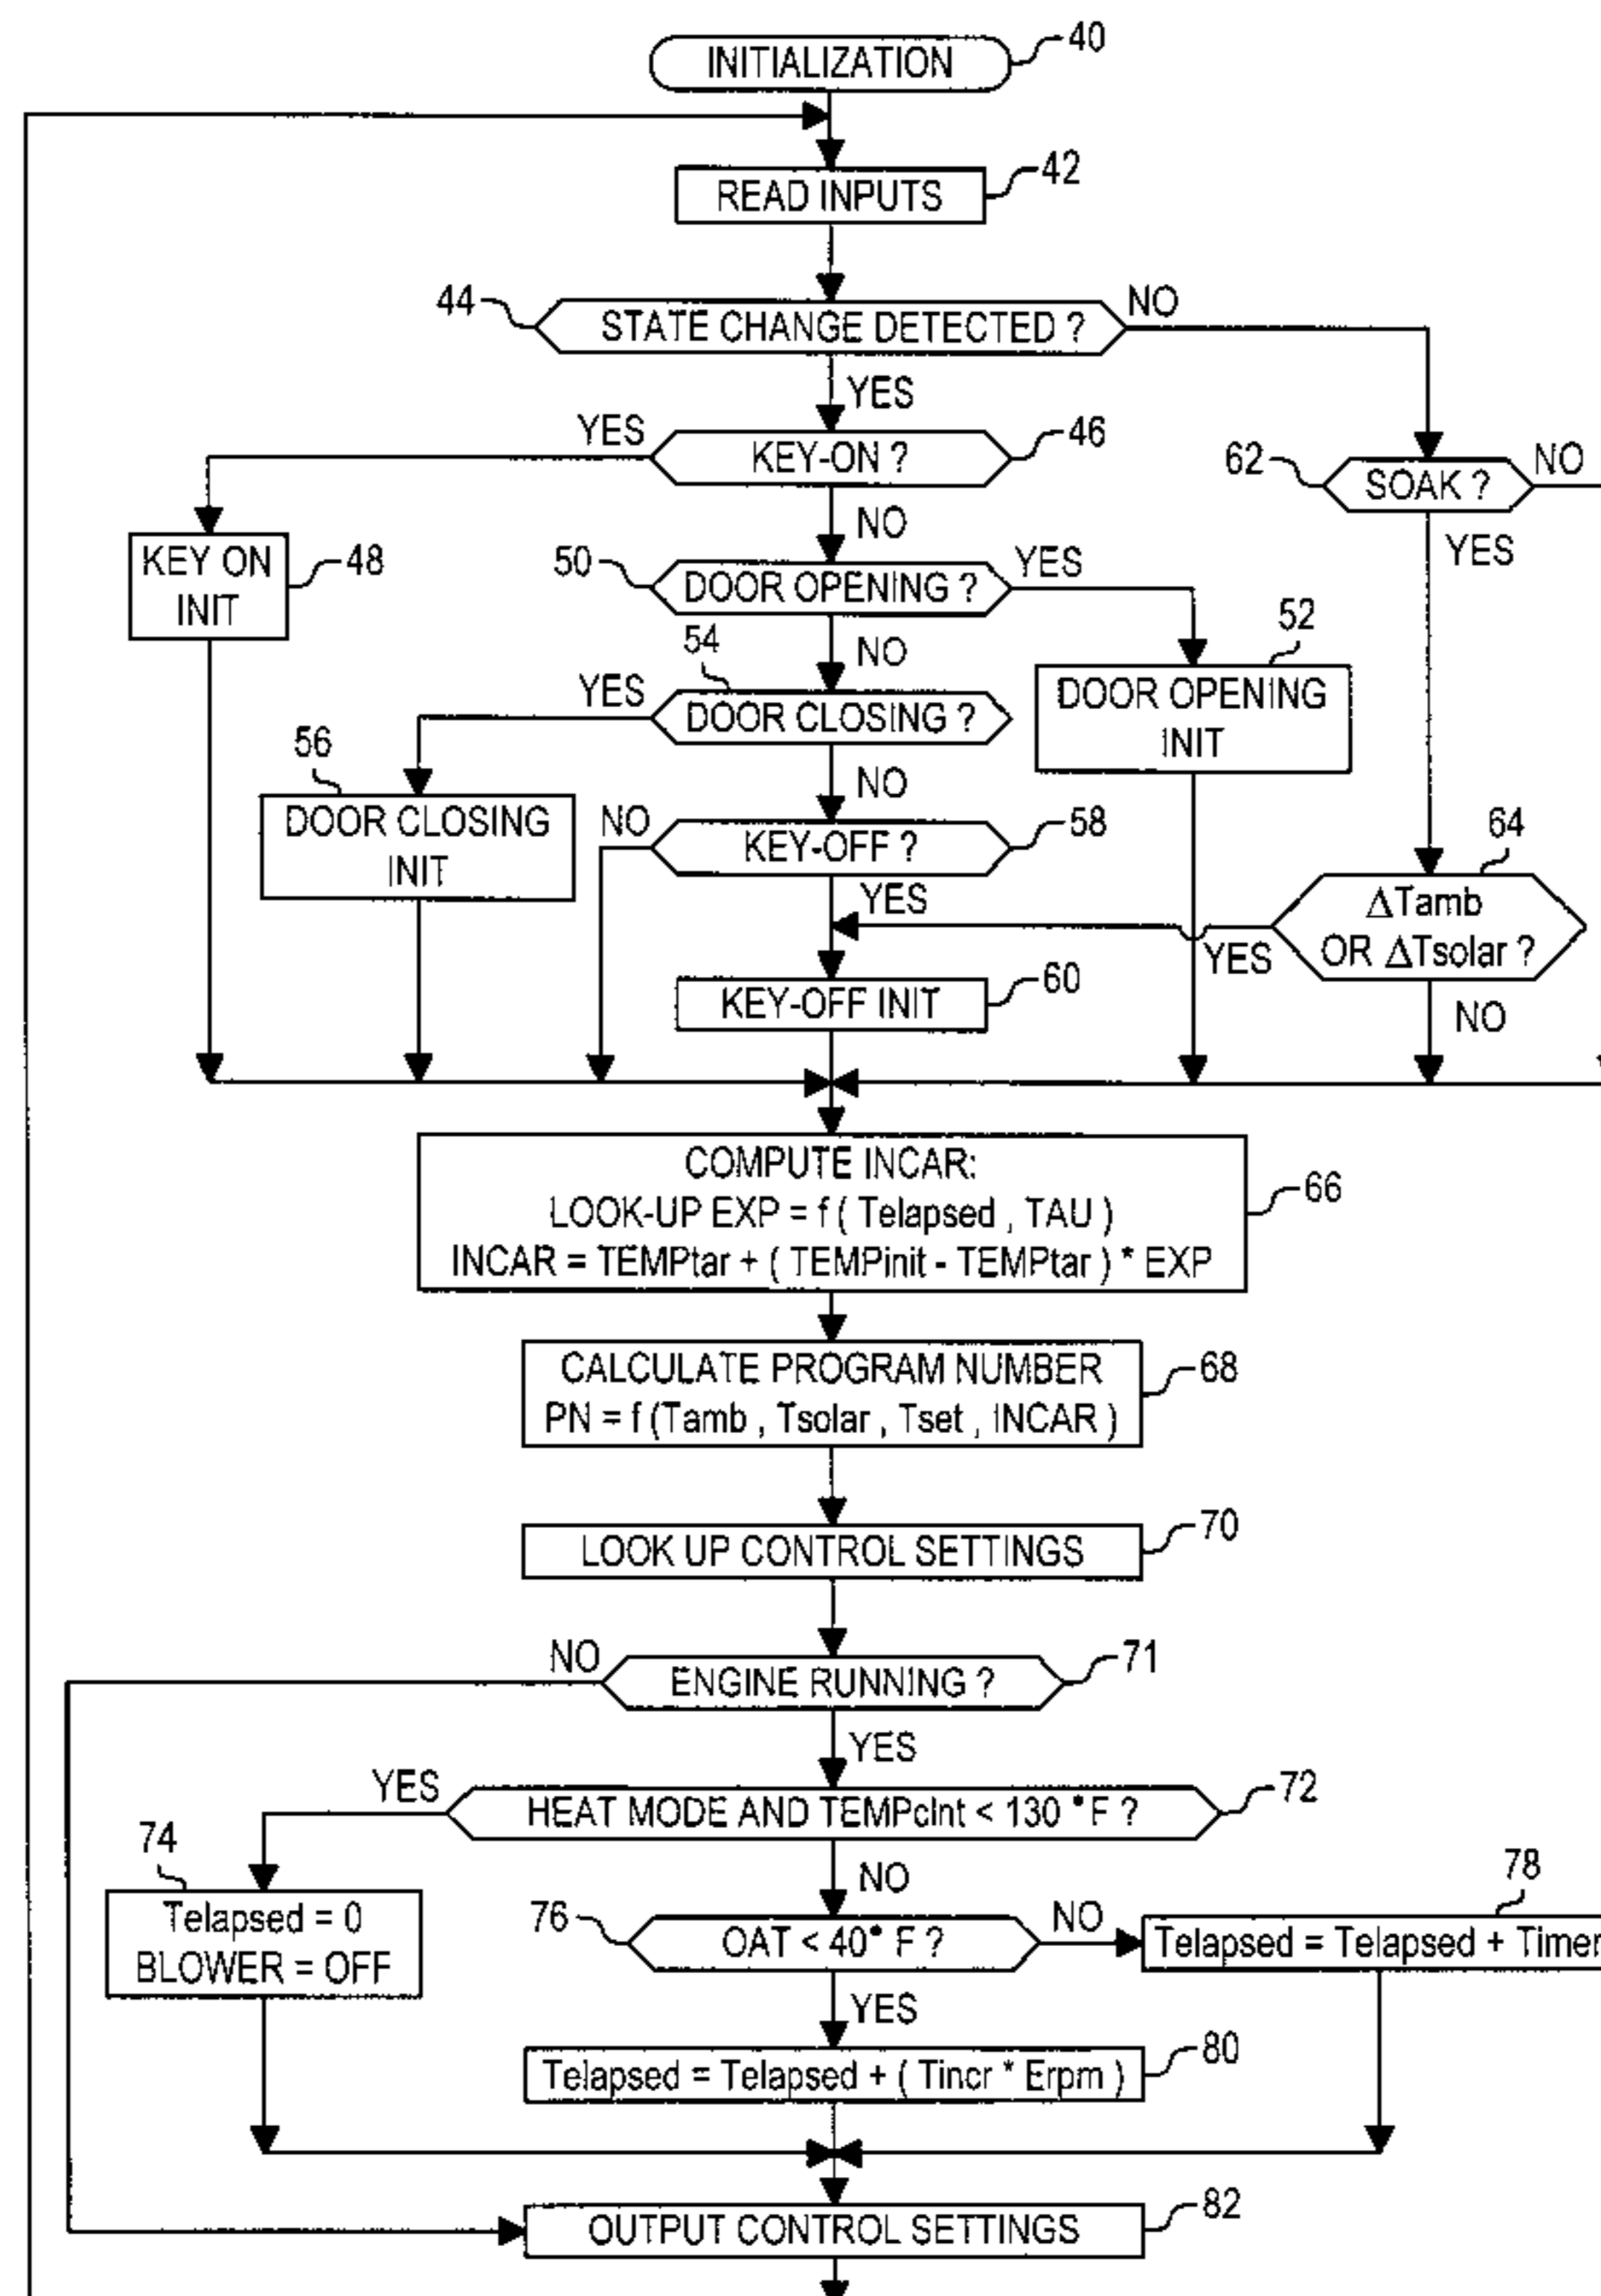 INITIALIZATION
40
READ INPUTS
42
44
STATE CHANGE DETECTED ?
NO
YES
YES
KEY-ON ?
46
62
SOAK ?
NO
NO
YES
KEY ON
INIT
48
50
DOOR OPENING ?
YES
52
54
NO
YES
DOOR CLOSING ?
DOOR OPENING
INIT
56
NO
DOOR CLOSING
INIT
NO
KEY-OFF ?
58
64
YES
ΔTamb
OR ΔTsolar ?
YES
KEY-OFF INIT
60
NO
COMPUTE INCAR:
LOOK-UP EXP = f ( Telapsed , TAU )
INCAR = TEMPtar + ( TEMPinit - TEMPtar ) * EXP
66
CALCULATE PROGRAM NUMBER
PN = f (Tamb , Tsolar , Tset , INCAR )
68
LOOK UP CONTROL SETTINGS
70
NO
ENGINE RUNNING ?
71
YES
YES
HEAT MODE AND TEMPclnt < 130 °F ?
72
74
NO
78
Telapsed = 0
BLOWER = OFF
76
OAT < 40° F ?
NO
Telapsed = Telapsed + Timer
YES
Telapsed = Telapsed + ( Tincr * Erpm )
80
OUTPUT CONTROL SETTINGS
82